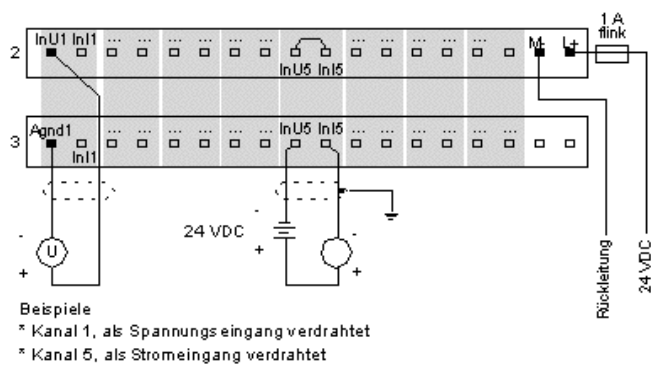 1 A
flink
InU1 InI1 ... ... ... ... ... ... ... ... ... ... ... ... M- L+
2
InU5 InI5
3
Agnd1 ... ... ... ... ... ... InU5 InI5 ... ... ... ... ... ...
InI1
- 24 VDC - -
+ U + +
Rückleitung
24 VDC
Beispiele
* Kanal 1, als Spannungseingang verdrahtet
* Kanal 5, als Stromeingang verdrahtet